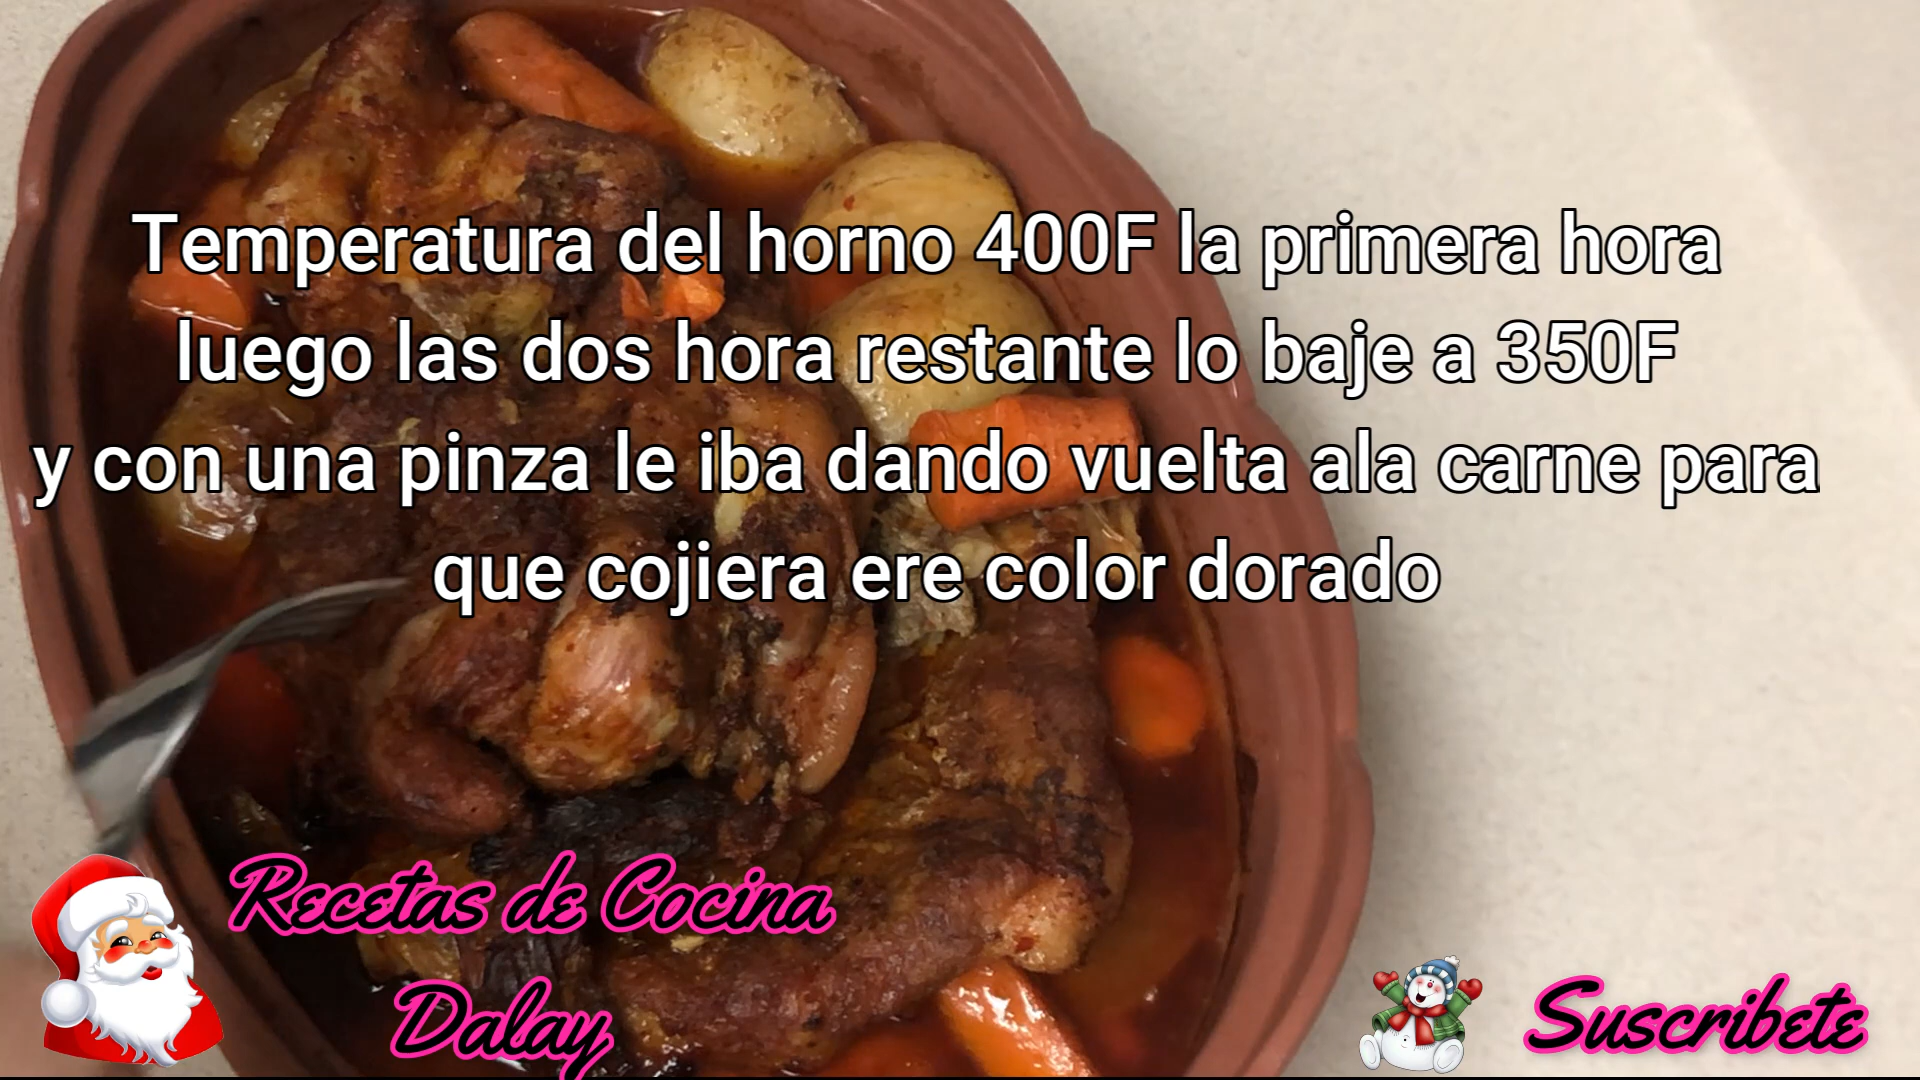 Temperatura del horno 400F la primera hora
luego las dos hora restante lo baje a 350F
y con una pinza le iba dando vuelta ala carne para
que cojiera ere color dorado
Recetas de Cocina
Dalay
Suscribete